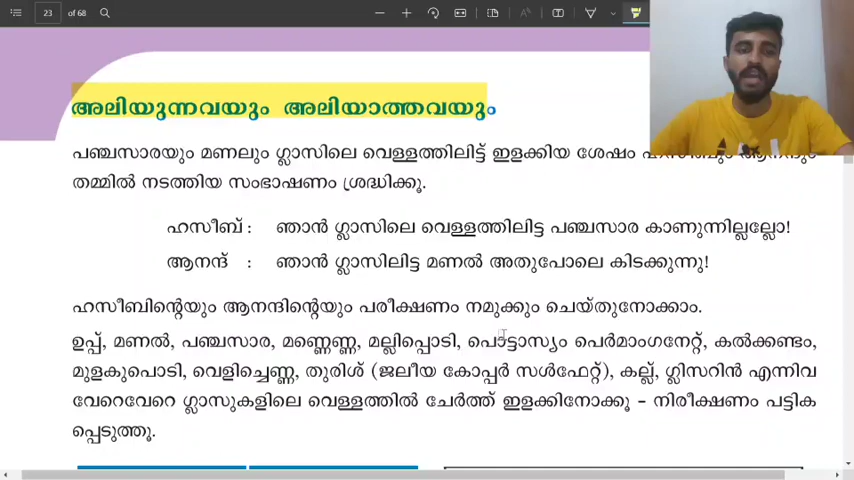 23 of 68
അലിയുന്നവയും അലിയാത്തവയും
പഞ്ചസാരയും മണലും ഗ്ലാസിലെ വെള്ളത്തിലിട്ട് ഇളക്കിയ ശേഷം
തമ്മിൽ നടത്തിയ സംഭാഷണം ശ്രദ്ധിക്കൂ.
ഹസീബ് : ഞാൻ ഗ്ലാസിലെ വെള്ളത്തിലിട്ട പഞ്ചസാര കാണുന്നില്ലല്ലോ!
ആനന്ദ് : ഞാൻ ഗ്ലാസിലിട്ട മണൽ അതുപോലെ കിടക്കുന്നു!
ഹസീബിന്റെയും ആനന്ദിന്റെയും പരീക്ഷണം നമുക്കും ചെയ്തുനോക്കാം.
ഉപ്പ്, മണൽ, പഞ്ചസാര, മണ്ണെണ്ണ, മല്ലിപ്പൊടി, പൊട്ടാസ്യം പെർമാംഗനേറ്റ്, കൽക്കണ്ടം,
മുളകുപൊടി, വെളിച്ചെണ്ണ, തുരിശ് (ജലീയ കോപ്പർ സൾഫേറ്റ്), കല്ല്, ഗ്ലിസറിൻ എന്നിവ
വേറെവേറെ ഗ്ലാസുകളിലെ വെള്ളത്തിൽ ചേർത്ത് ഇളക്കിനോക്കൂ – നിരീക്ഷണം പട്ടിക
പ്പെടുത്തൂ.